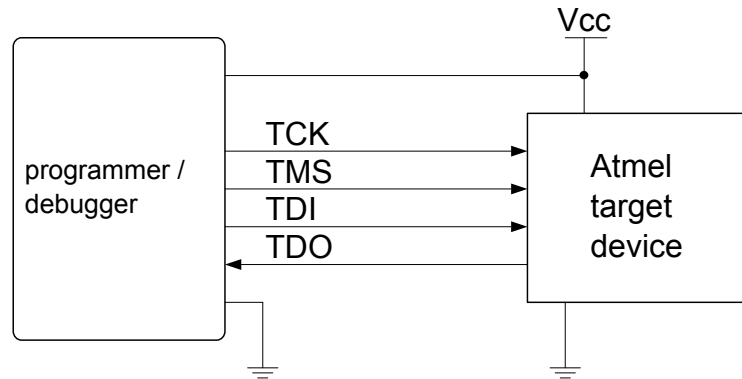 Vcc
programmer /
debugger
TCK
TMS
TDI
TDO
Atmel
target
device